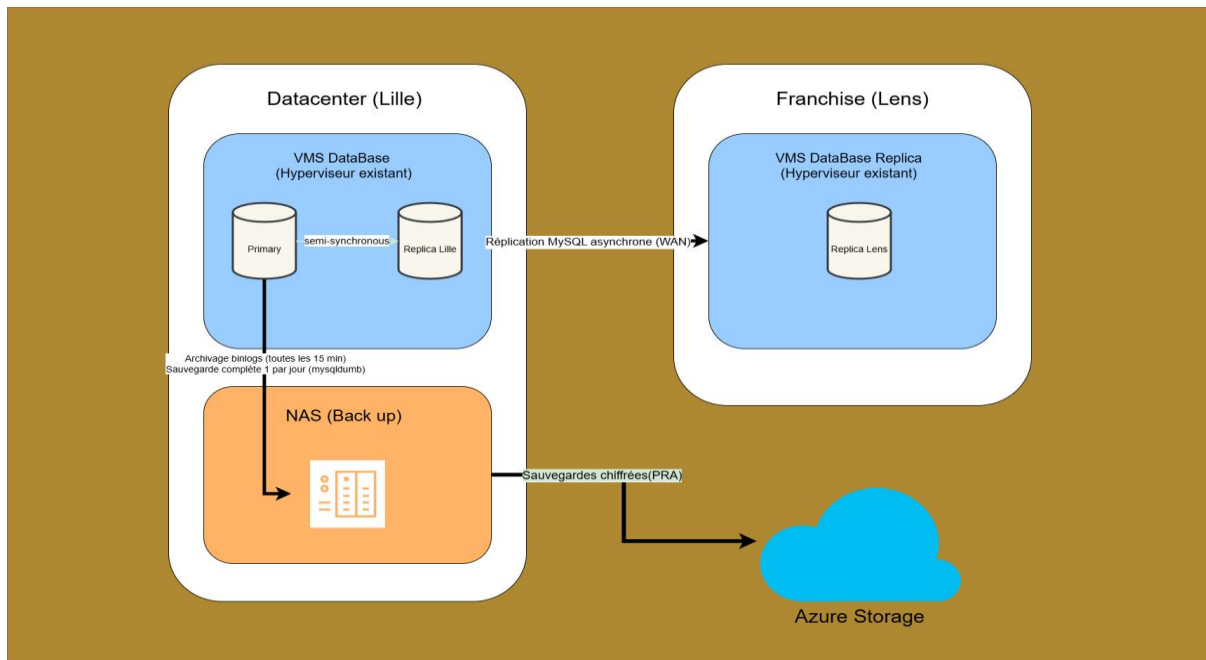 Datacenter (Lille)
VMS DataBase
(Hyperviseur existant)
Primary
semi-synchronous
Replica Lille
Réplication MySQL asynchrone (WAN)
Franchise (Lens)
VMS DataBase Replica
(Hyperviseur existant)
Replica Lens
Archivage binlogs (toutes les 15 min)
Sauvegarde complète 1 par jour (mysqldumb)
NAS (Back up)
Sauvegardes chiffrées(PRA)
Azure Storage